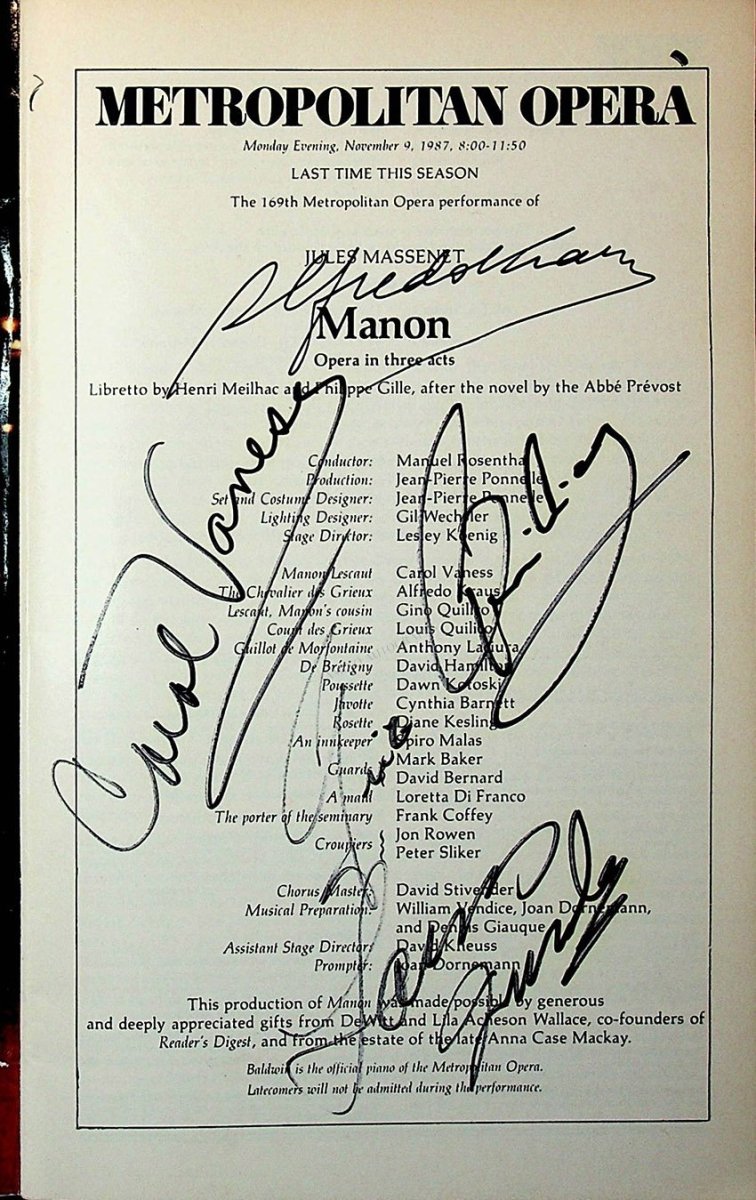 METROPOLITAN OPERA
Monday Evening, November 9, 1987, 8:00-11:50
LAST TIME THIS SEASON
The 169th Metropolitan Opera performance of
JULES MASSENET
Alfredo Kraus
Manon
Opera in three acts
Libretto by Henri Meilhac and Philippe Gille, after the novel by the Abbé Prévost
Carol Vaness
Conductor: Manuel Rosenthal
Production: Jean-Pierre Ponnelle
Set and Costume Designer: Jean-Pierre Ponnelle
Lighting Designer: Gil Wechsler
Stage Director: Lesley Koenig
Manon Lescaut Carol Vaness
The Chevalier des Grieux Alfredo Kraus
Lescaut, Manon's cousin Gino Quilico
Count des Grieux Louis Quilico
Guillot de Morfontaine Anthony Laciura
De Brétigny David Hamilton
Poussette Dawn Kotoski
Javotte Cynthia Barnett
Rosette Diane Kesling
An innkeeper Spiro Malas
Guards Mark Baker
David Bernard
A maid Loretta Di Franco
The porter of the seminary Frank Coffey
Croupiers Jon Rowen
Peter Sliker
Chorus Master: David Stivender
Musical Preparation: William Vendice, Joan Dornemann,
and Dennis Giauque
Assistant Stage Director: David Kneuss
Prompter: Joan Dornemann
This production of Manon was made possible by generous
and deeply appreciated gifts from DeWitt and Lila Acheson Wallace, co-founders of
Reader's Digest, and from the estate of the late Anna Case Mackay.
Baldwin is the official piano of the Metropolitan Opera.
Latecomers will not be admitted during the performance.